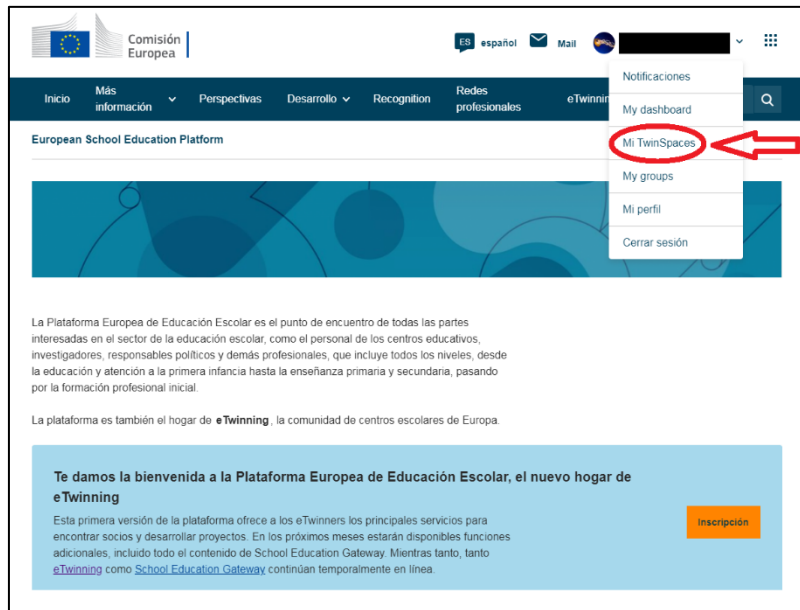 Comisión
Europea
ES español Mail
Inicio Más información Perspectivas Desarrollo Recognition Redes profesionales eTwinnin
Notificaciones
My dashboard
Mi TwinSpaces
My groups
Mi perfil
Cerrar sesión
European School Education Platform
La Plataforma Europea de Educación Escolar es el punto de encuentro de todas las partes
interesadas en el sector de la educación escolar, como el personal de los centros educativos,
investigadores, responsables políticos y demás profesionales, que incluye todos los niveles, desde
la educación y atención a la primera infancia hasta la enseñanza primaria y secundaria, pasando
por la formación profesional inicial.
La plataforma es también el hogar de eTwinning, la comunidad de centros escolares de Europa.
Te damos la bienvenida a la Plataforma Europea de Educación Escolar, el nuevo hogar de
eTwinning
Esta primera versión de la plataforma ofrece a los eTwinners los principales servicios para
encontrar socios y desarrollar proyectos. En los próximos meses estarán disponibles funciones
adicionales, incluido todo el contenido de School Education Gateway. Mientras tanto, tanto
eTwinning como School Education Gateway continúan temporalmente en línea.
Inscripción